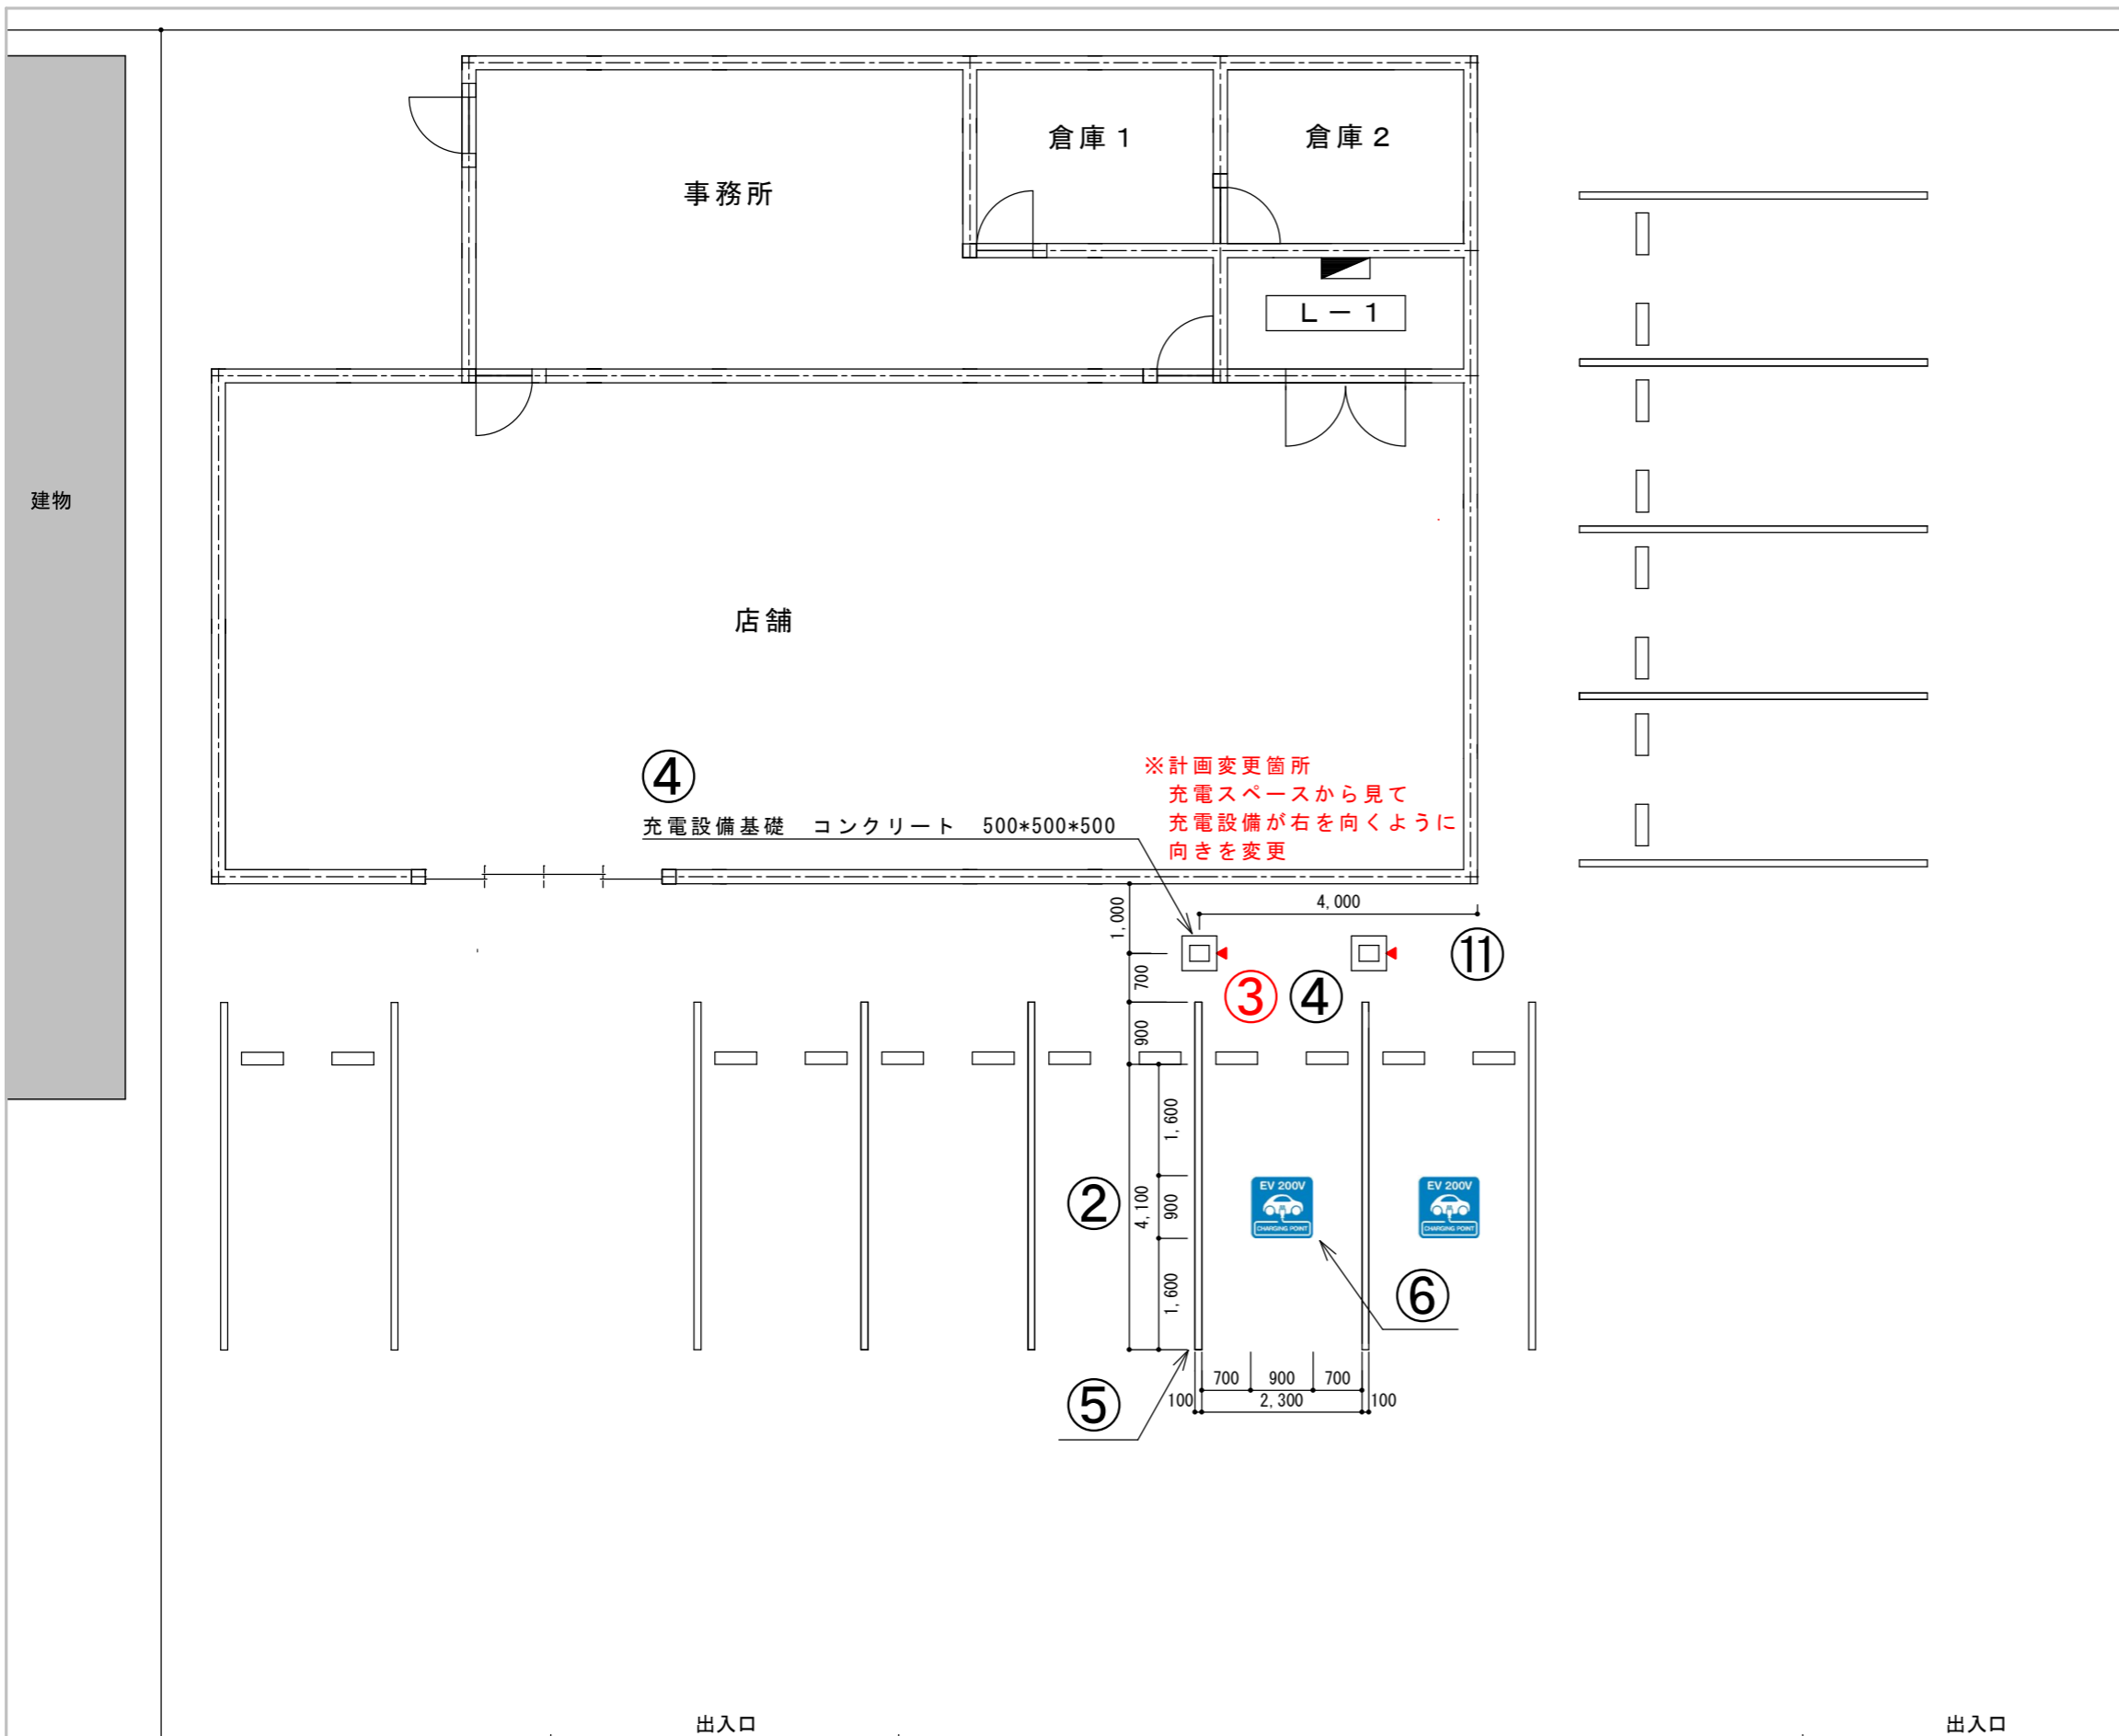 倉庫1
倉庫2
事務所
L－1
建物
店舗
④
充電設備基礎　コンクリート　500*500*500
※計画変更箇所
充電スペースから見て
充電設備が右を向くように
向きを変更
4,000
1,000
⑪
700
③
④
900
1,600
②
4,100
900
EV 200V
CHARGING POINT
EV 200V
CHARGING POINT
1,600
⑥
⑤
700
900
700
100
2,300
100
出入口
出入口